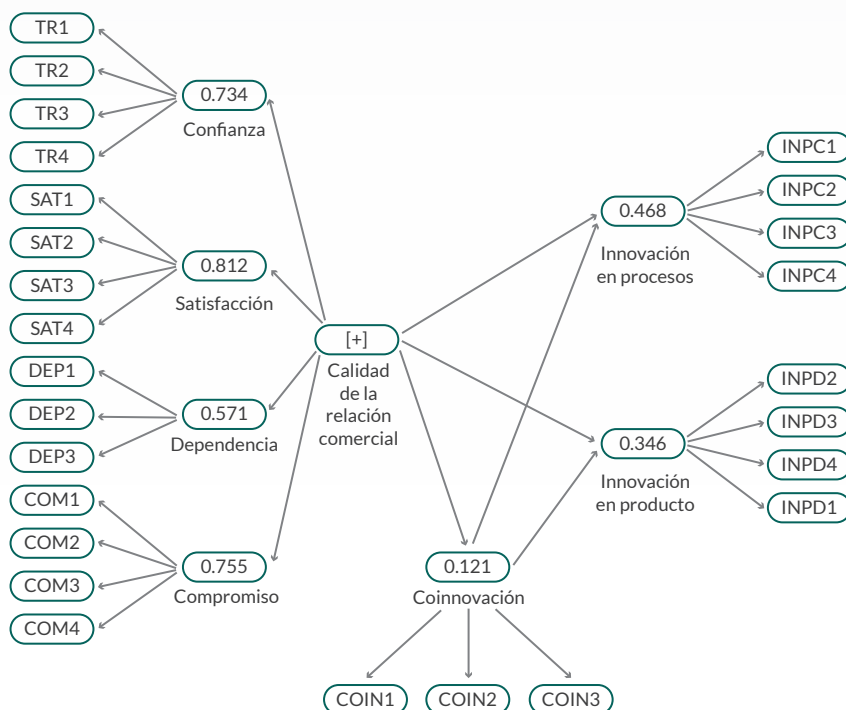 TR1
TR2
TR3
TR4
0.734
Confianza
SAT1
SAT2
SAT3
SAT4
0.812
Satisfacción
DEP1
DEP2
DEP3
0.571
Dependencia
COM1
COM2
COM3
COM4
0.755
Compromiso
[+]
Calidad
de la
relación
comercial
0.468
Innovación
en procesos
INPC1
INPC2
INPC3
INPC4
0.346
Innovación
en producto
INPD2
INPD3
INPD4
INPD1
0.121
Coinnovación
COIN1
COIN2
COIN3